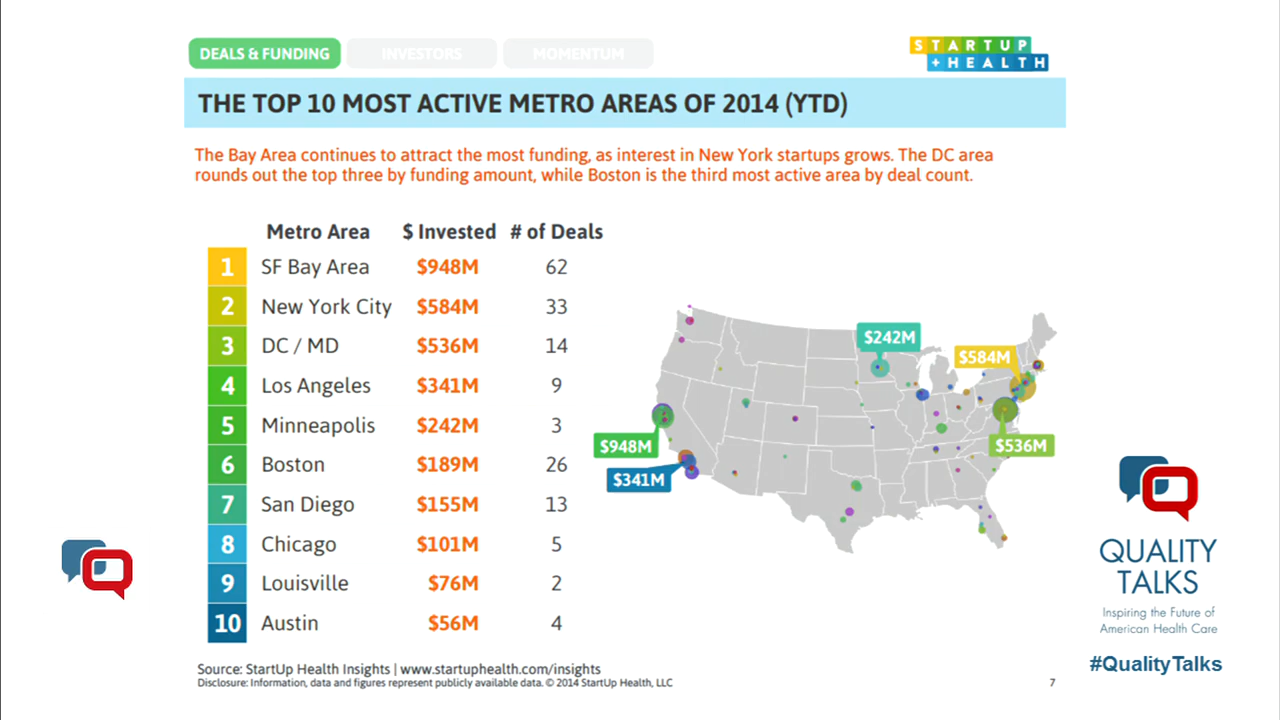 DEALS & FUNDING
INVESTORS
MOMENTUM
STARTUP
+HEALTH
THE TOP 10 MOST ACTIVE METRO AREAS OF 2014 (YTD)
The Bay Area continues to attract the most funding, as interest in New York startups grows. The DC area
rounds out the top three by funding amount, while Boston is the third most active area by deal count.
Metro Area $ Invested # of Deals
1 SF Bay Area $948M 62
2 New York City $584M 33
3 DC / MD $536M 14
4 Los Angeles $341M 9
5 Minneapolis $242M 3
6 Boston $189M 26
7 San Diego $155M 13
8 Chicago $101M 5
9 Louisville $76M 2
10 Austin $56M 4
$242M
$584M
$948M
$536M
$341M
Source: StartUp Health Insights | www.startuphealth.com/insights
Disclosure: Information, data and figures represent publicly available data. © 2014 StartUp Health, LLC
7
QUALITY
TALKS
Inspiring the Future of
American Health Care
#QualityTalks